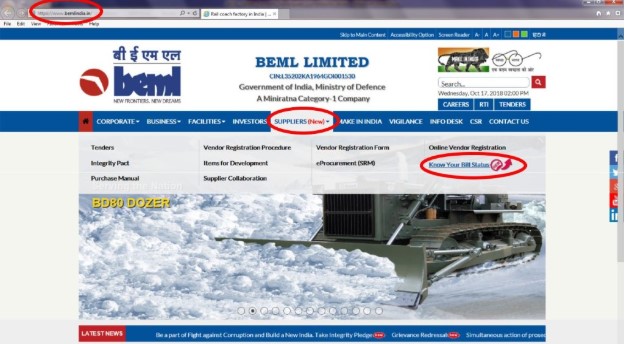 https://www.bemlindia.in
Rail coach factory in India | ...
File Edit View Help
Skip to Main Content Accessibility Option Screen Reader A- A A+
बी ई एम एल
beml
NEW FRONTIERS. NEW DREAMS
BEML LIMITED
CIN:L35202KA1964GOI001530
Government of India, Ministry of Defence
A Miniratna Category-1 Company
MAKE IN INDIA
एक कदम स्वच्छता की ओर
Search...
Wednesday, Oct 17, 2018 02:00 PM
CAREERS RTI TENDERS
CORPORATE BUSINESS FACILITIES INVESTORS SUPPLIERS (New) MAKE IN INDIA VIGILANCE INFO DESK CSR CONTACT US
Tenders Vendor Registration Procedure Vendor Registration Form Online Vendor Registration
Integrity Pact Items for Development eProcurement (SRM) Know Your Bill Status
Purchase Manual Supplier Collaboration
BD80 DOZER
LATEST NEWS Be a part of Fight against Corruption and Build a New India. Take Integrity Pledge Grievance Redressal Simultaneous action of prosec